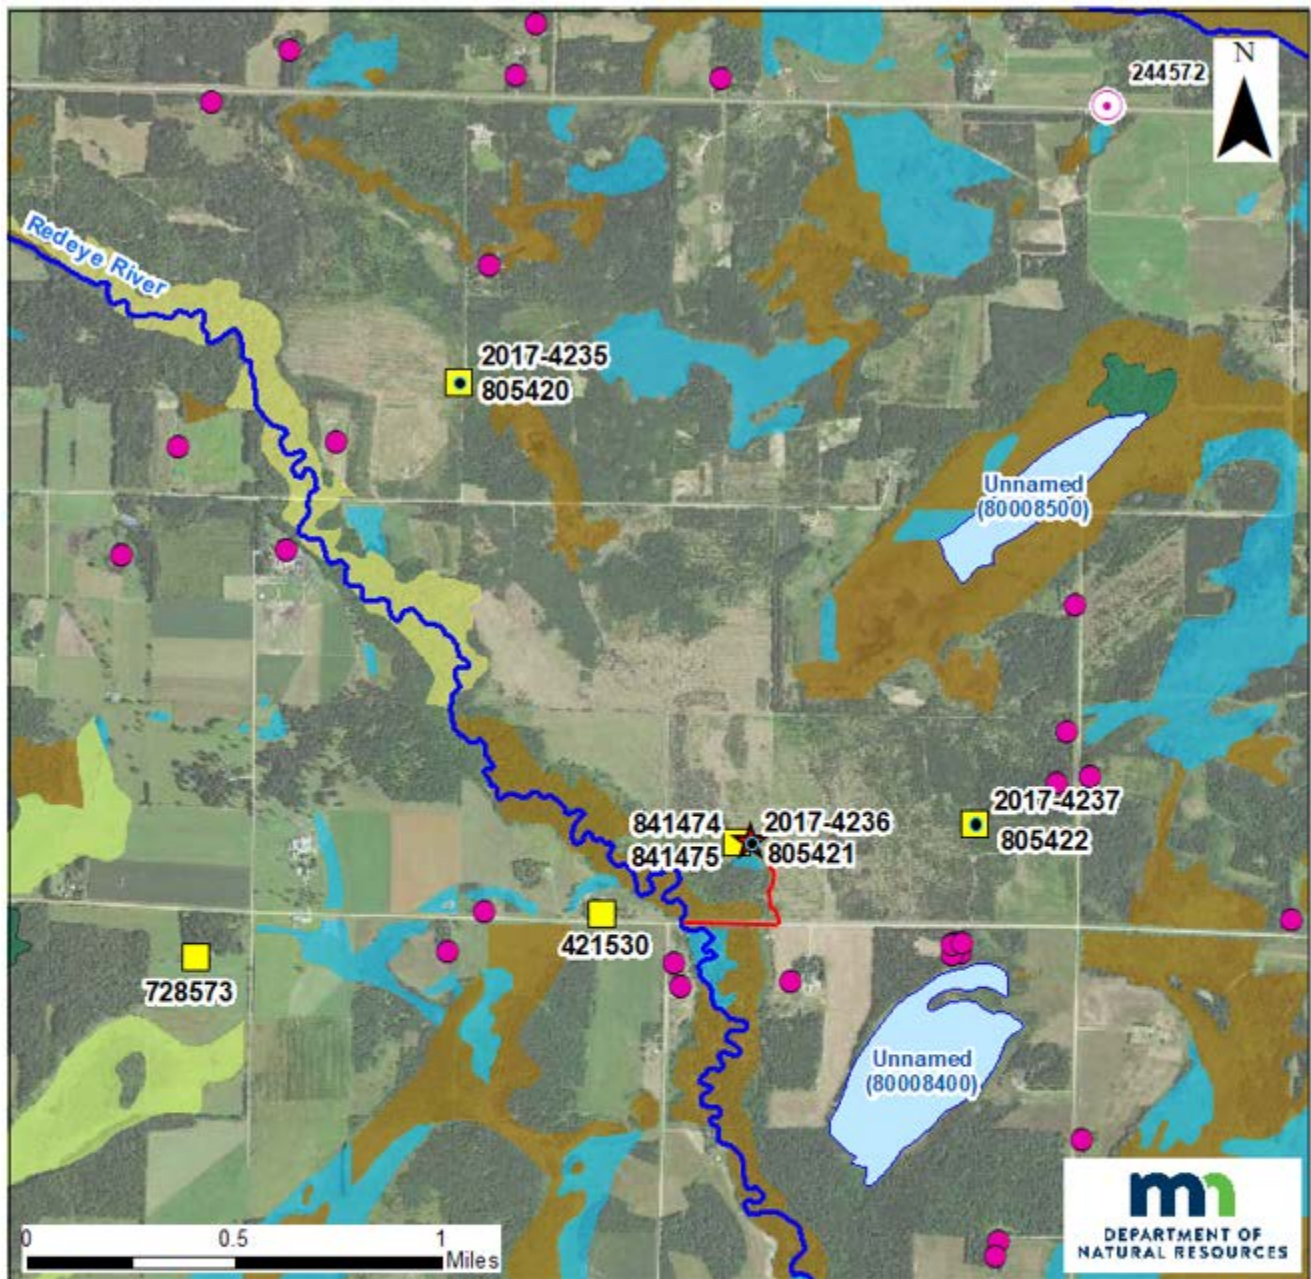 N
244572
Redeye River
2017-4235
805420
Unnamed
(80008500)
2017-4237
805422
841474
841475
2017-4236
805421
421530
728573
Unnamed
(80008400)
0 0.5 1
Miles
mn
DEPARTMENT OF
NATURAL RESOURCES